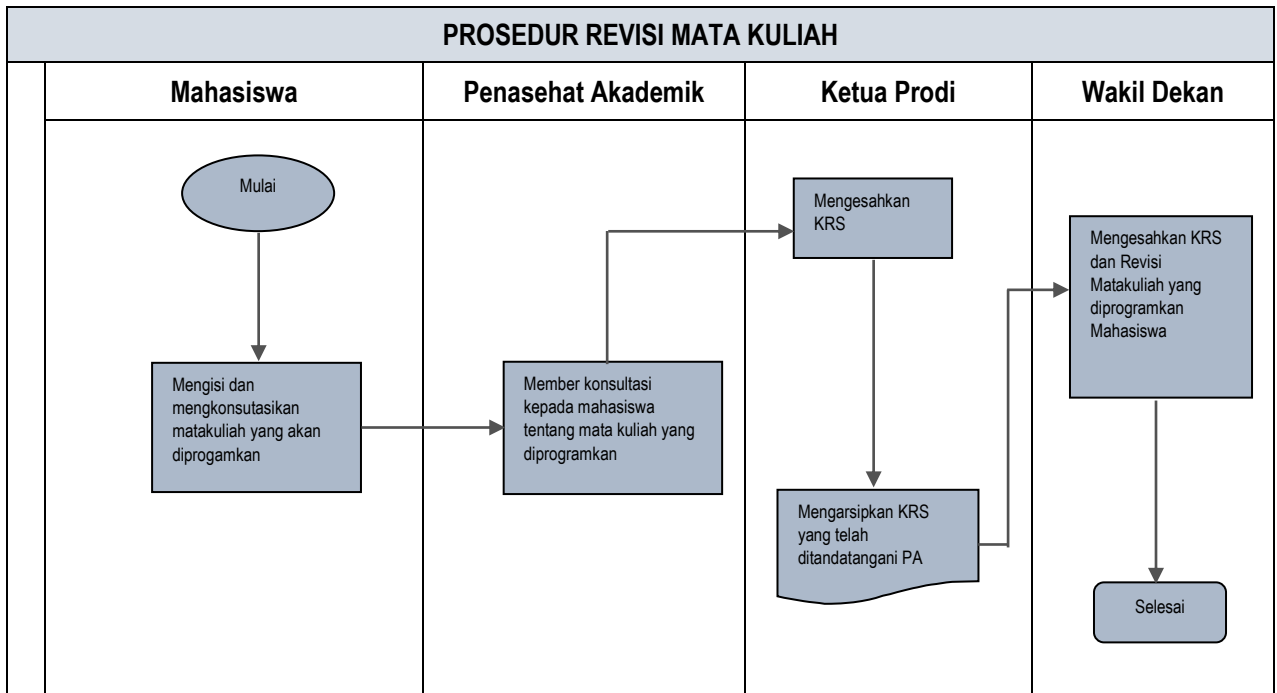 PROSEDUR REVISI MATA KULIAH
Mahasiswa
Penasehat Akademik
Ketua Prodi
Wakil Dekan
Mulai
Mengisi dan
mengkonsutasikan
matakuliah yang akan
diprogamkan
Member konsultasi
kepada mahasiswa
tentang mata kuliah yang
diprogramkan
Mengesahkan
KRS
Mengarsipkan KRS
yang telah
ditandatangani PA
Mengesahkan KRS
dan Revisi
Matakuliah yang
diprogramkan
Mahasiswa
Selesai